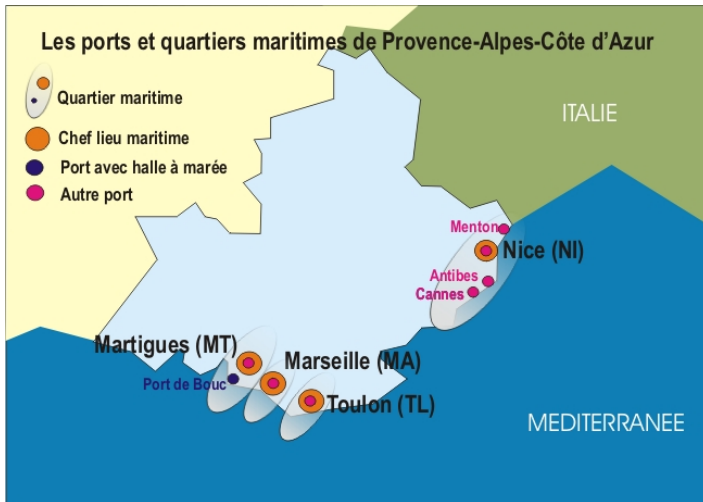 Les ports et quartiers maritimes de Provence-Alpes-Côte d'Azur
Quartier maritime
Chef lieu maritime
Port avec halle à marée
Autre port
ITALIE
Menton
Nice (NI)
Antibes
Cannes
Martigues (MT)
Marseille (MA)
Port de Bouc
Toulon (TL)
MEDITERRANEE